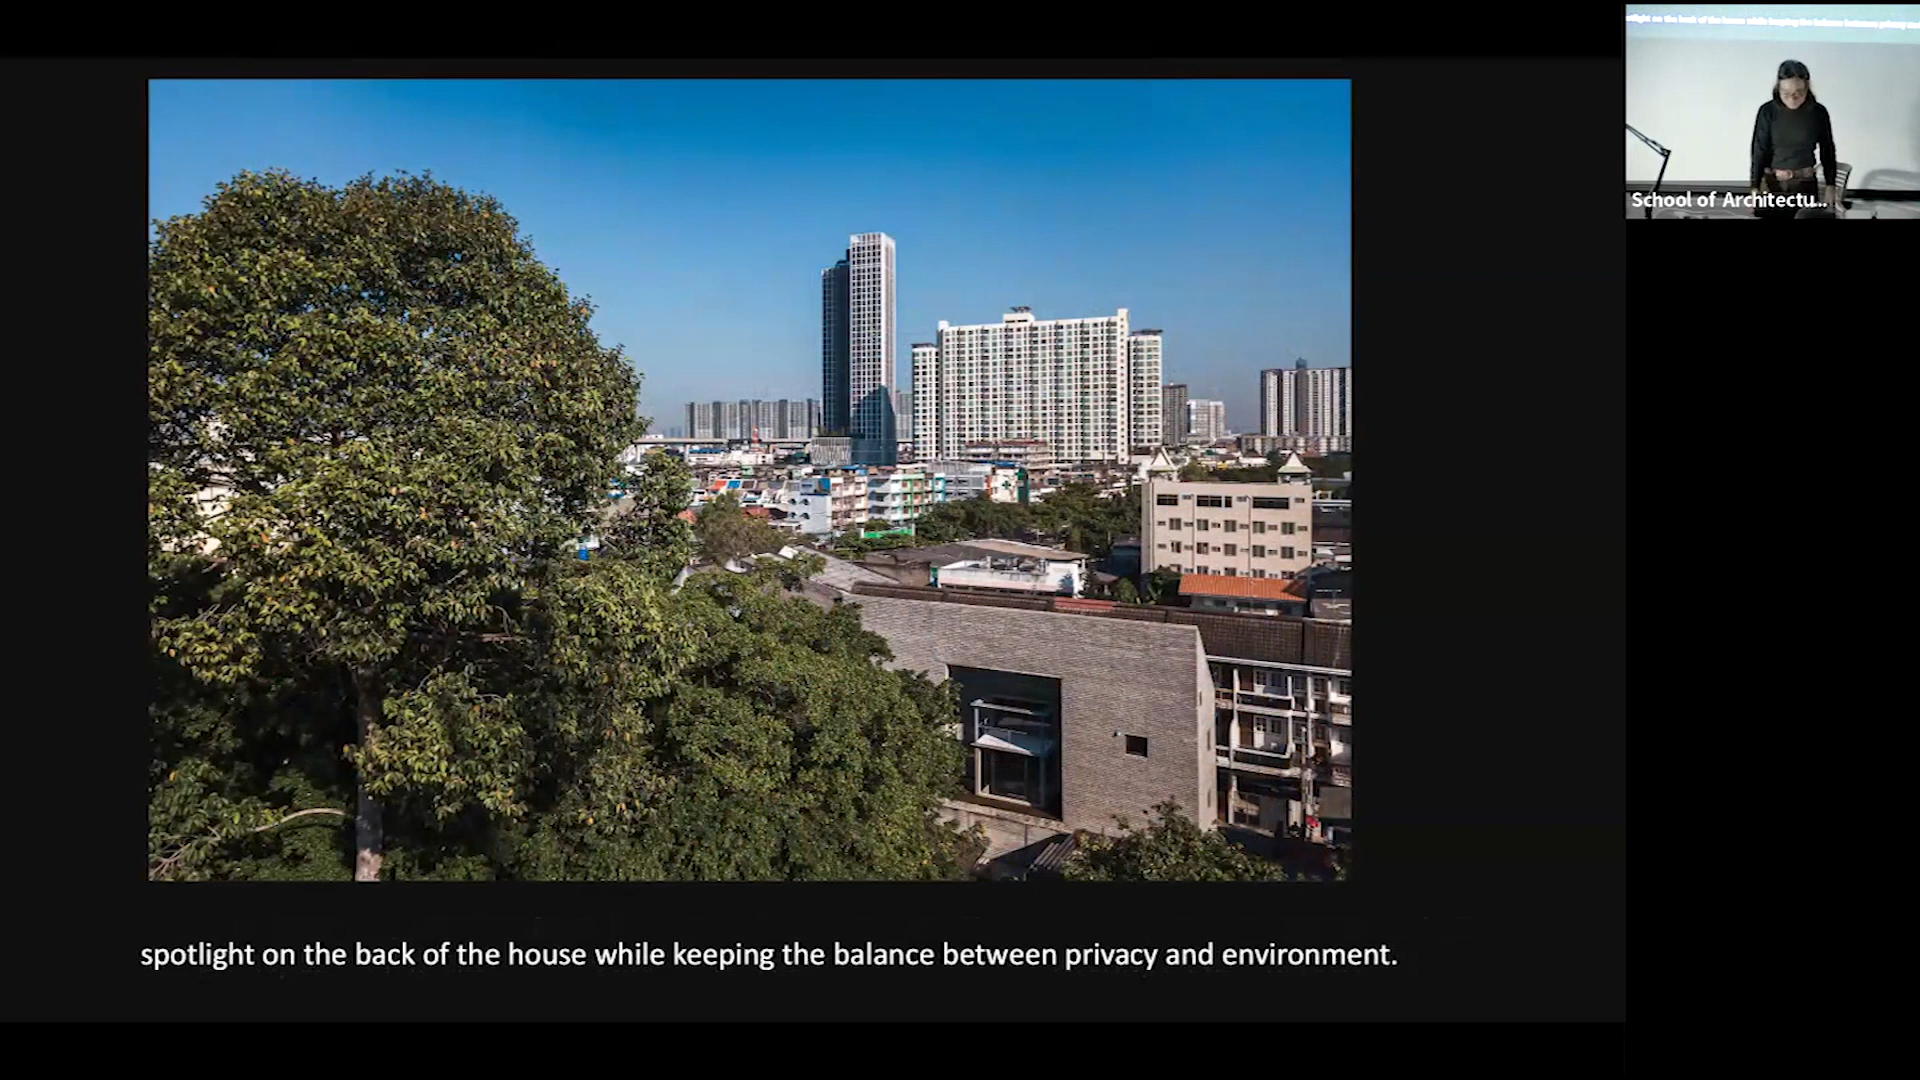 spotlight on the back of the house while keeping the balance between privacy and environment.
School of Architectu...